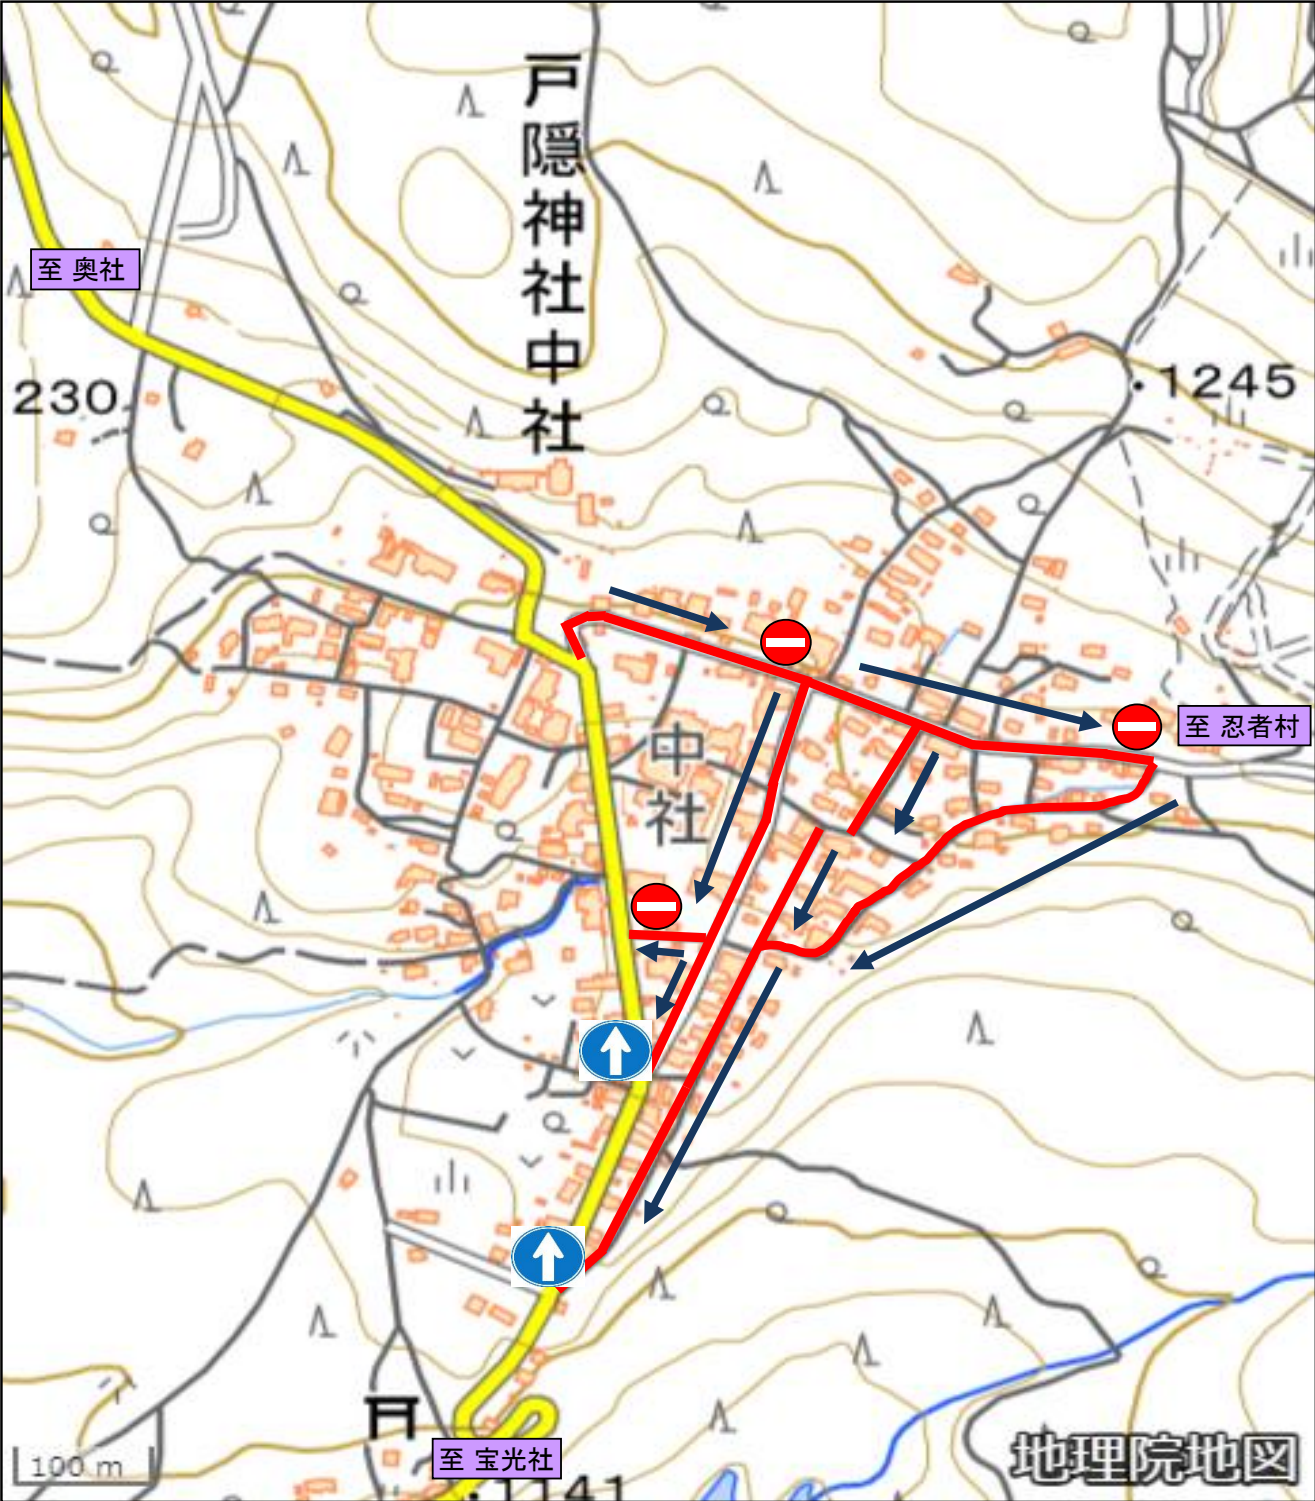 戸隠神社中社
至 奥社
230
1245
至 忍者村
中社
至 宝光社
1141
100 m
地理院地図